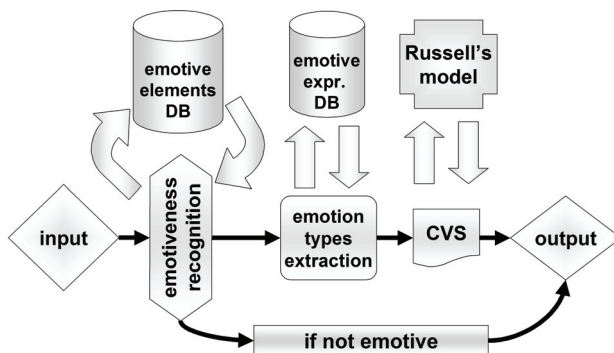 emotive
elements
DB
emotive
expr.
DB
Russell's
model
input
emotiveness
recognition
emotion
types
extraction
CVS
output
if not emotive